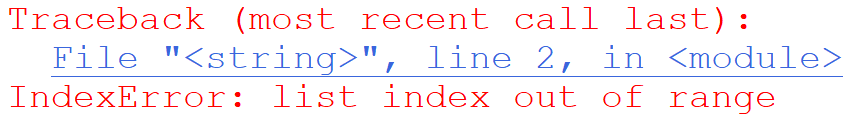 Traceback (most recent call last):
  File "<string>", line 2, in <module>
IndexError: list index out of range